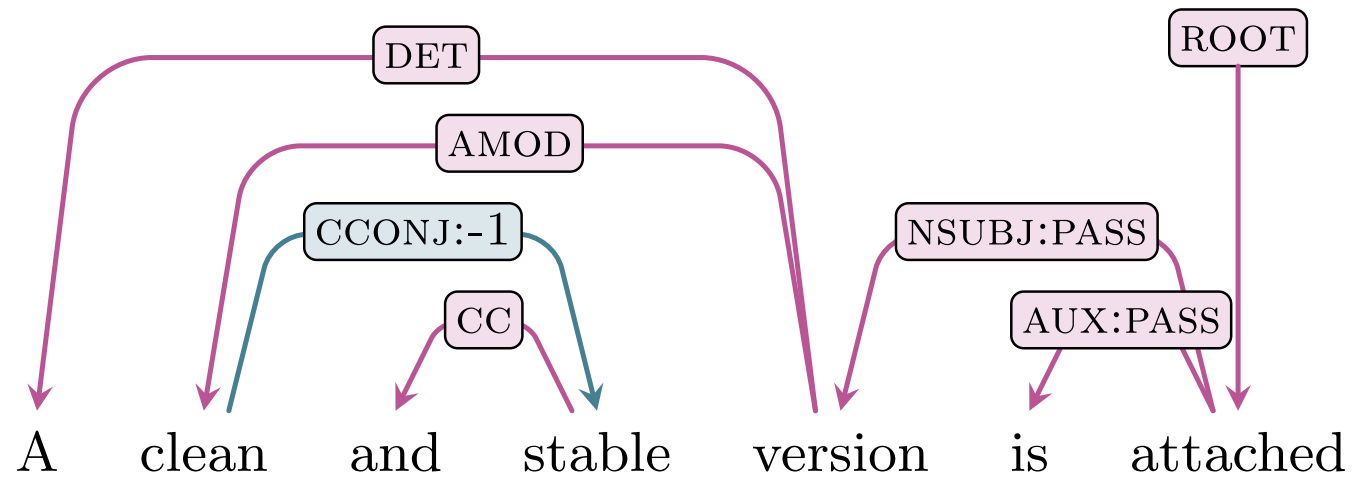 ROOT
DET
AMOD
CCONJ:-1 NSUBJ:PASS
CC AUX:PASS
A clean and stable version is attached